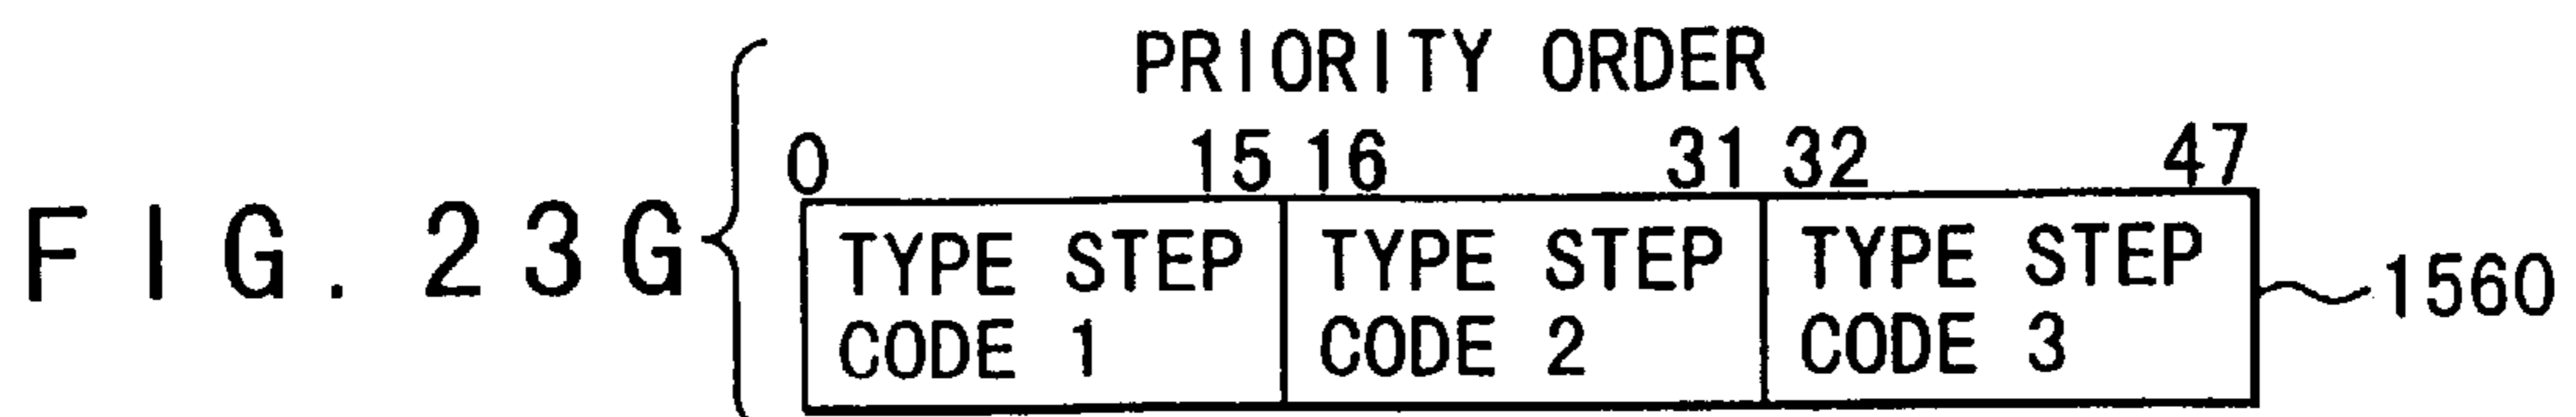 PRIORITY ORDER
0 15 16 31 32 47
FIG. 23G
TYPE STEP TYPE STEP TYPE STEP
CODE 1 CODE 2 CODE 3
1560